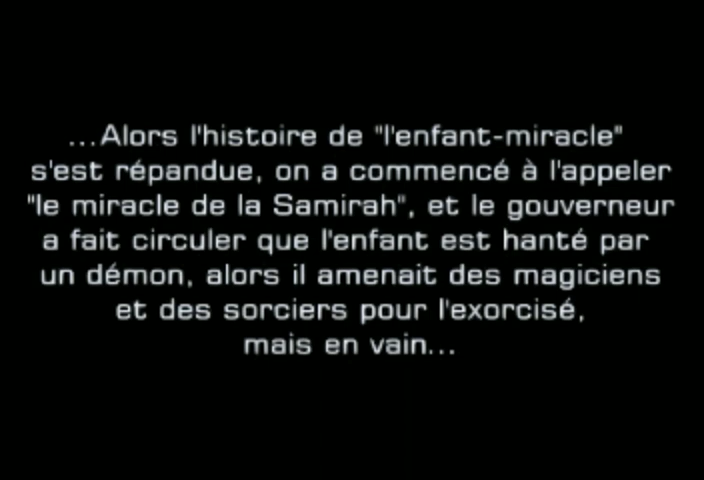 ...Alors l'histoire de "l'enfant-miracle"
s'est répandue, on a commencé à l'appeler
"le miracle de la Samirah", et le gouverneur
a fait circuler que l'enfant est hanté par
un démon, alors il amenait des magiciens
et des sorciers pour l'exorcisé,
mais en vain...